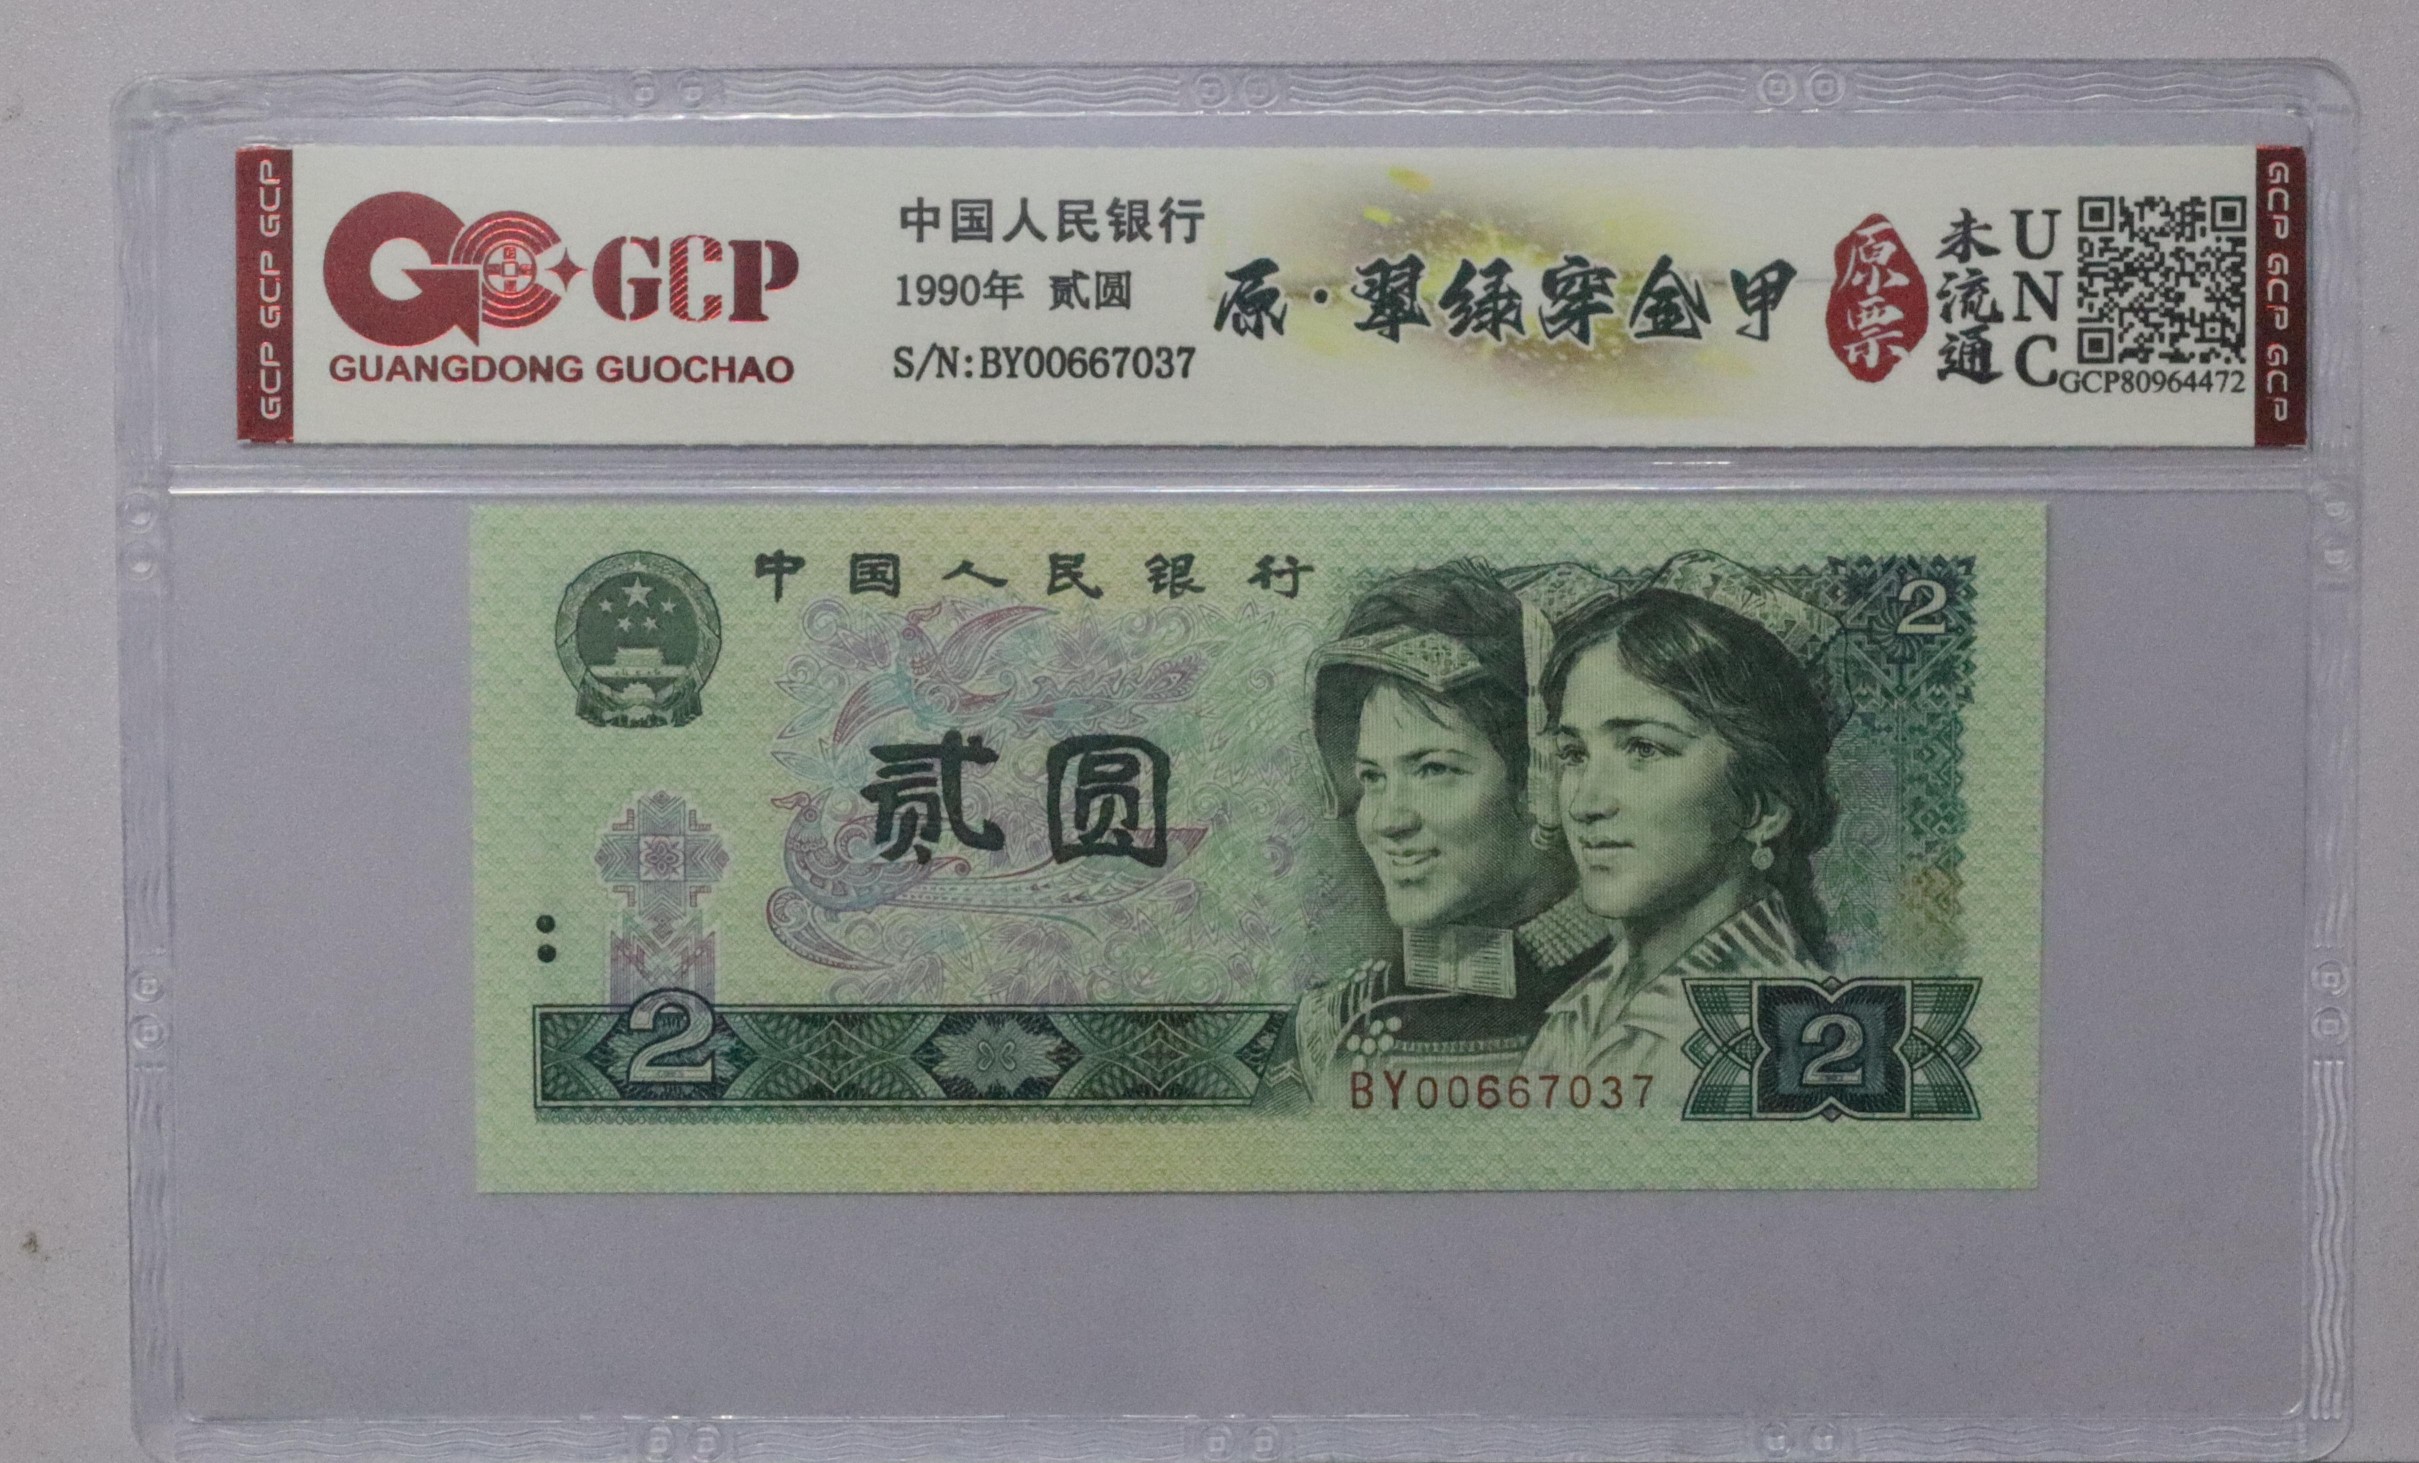 GCP GCP GCP
GCP
GUANGDONG GUOCHAO
中国人民银行
1990年 贰圆
S/N:BY00667037
原·翠绿穿金甲
原票
未流通
UNC
GCP80964472
GCP GCP GCP
中国人民银行
2
贰圆
2
BY00667037
2